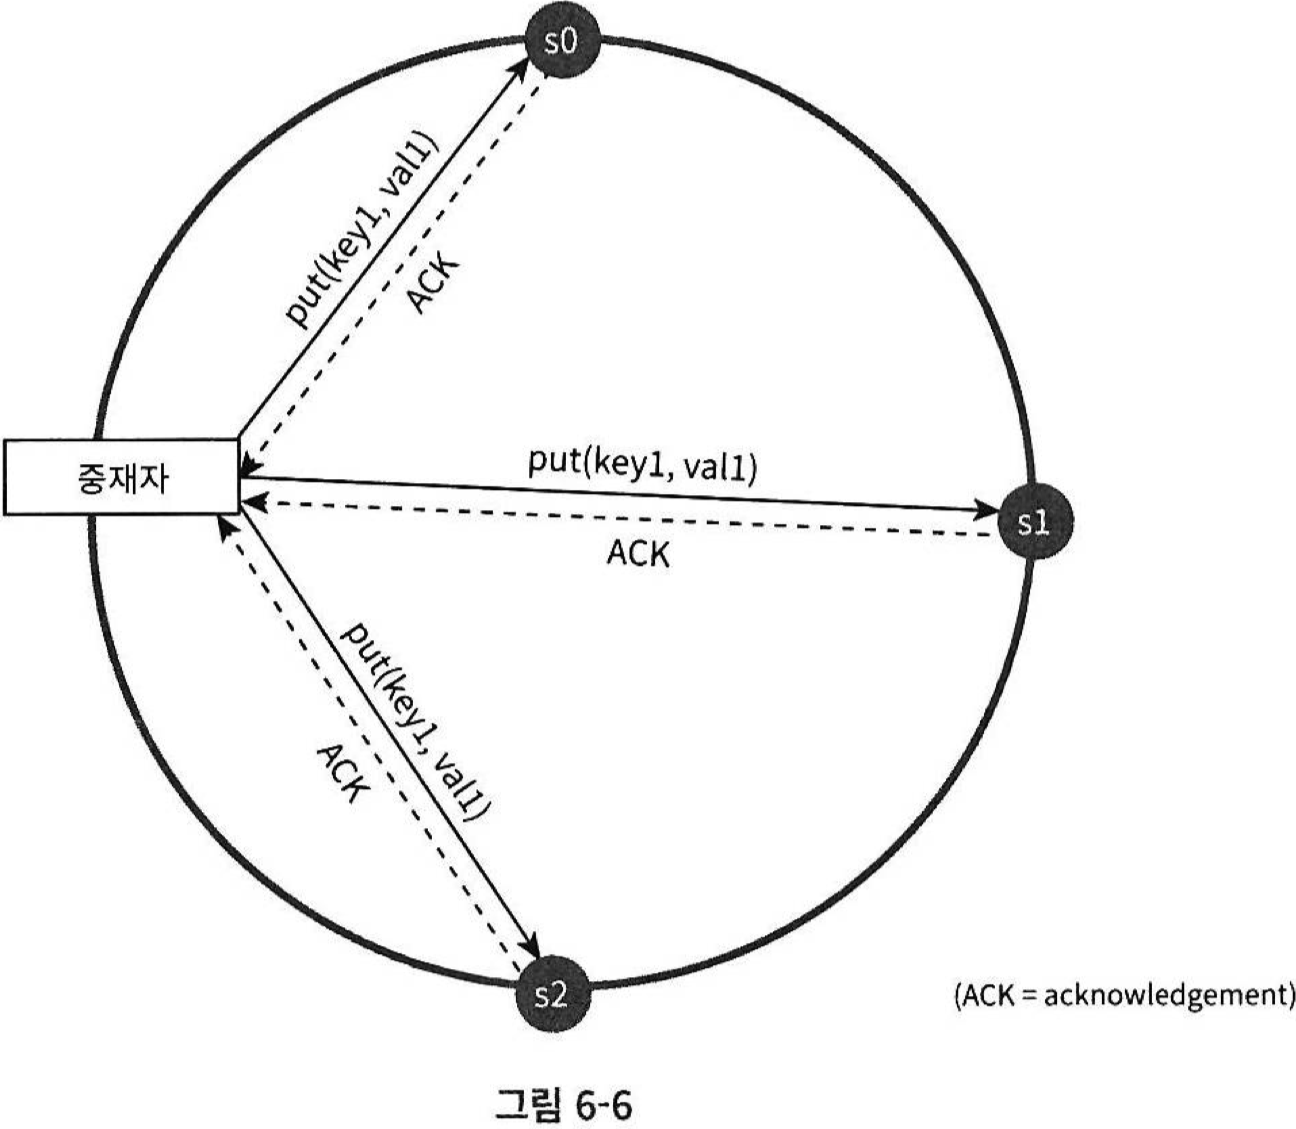 s0
put(key1, val1)
ACK
중재자
put(key1, val1)
s1
ACK
put(key1, val1)
ACK
s2
(ACK = acknowledgement)
그림 6-6